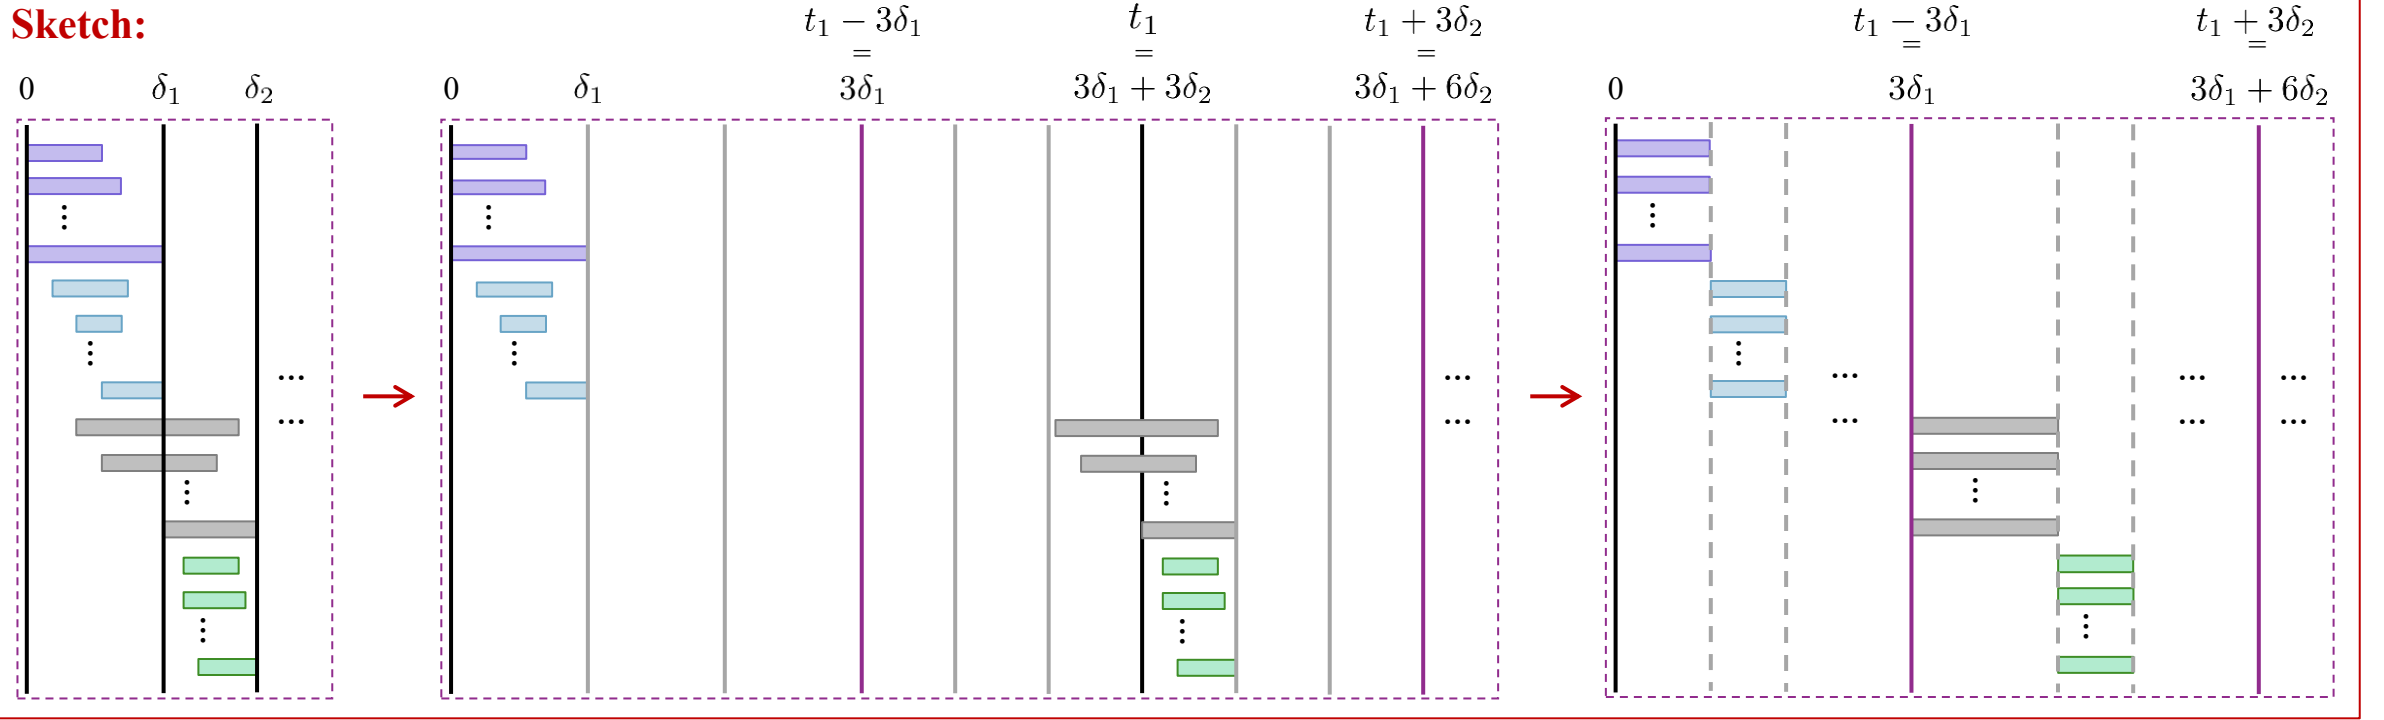 Sketch:
0 δ₁ δ₂
t₁ − 3δ₁ t₁ t₁ + 3δ₂
= = =
0 δ₁ 3δ₁ 3δ₁ + 3δ₂ 3δ₁ + 6δ₂
t₁ − 3δ₁ t₁ + 3δ₂
= =
0 3δ₁ 3δ₁ + 6δ₂